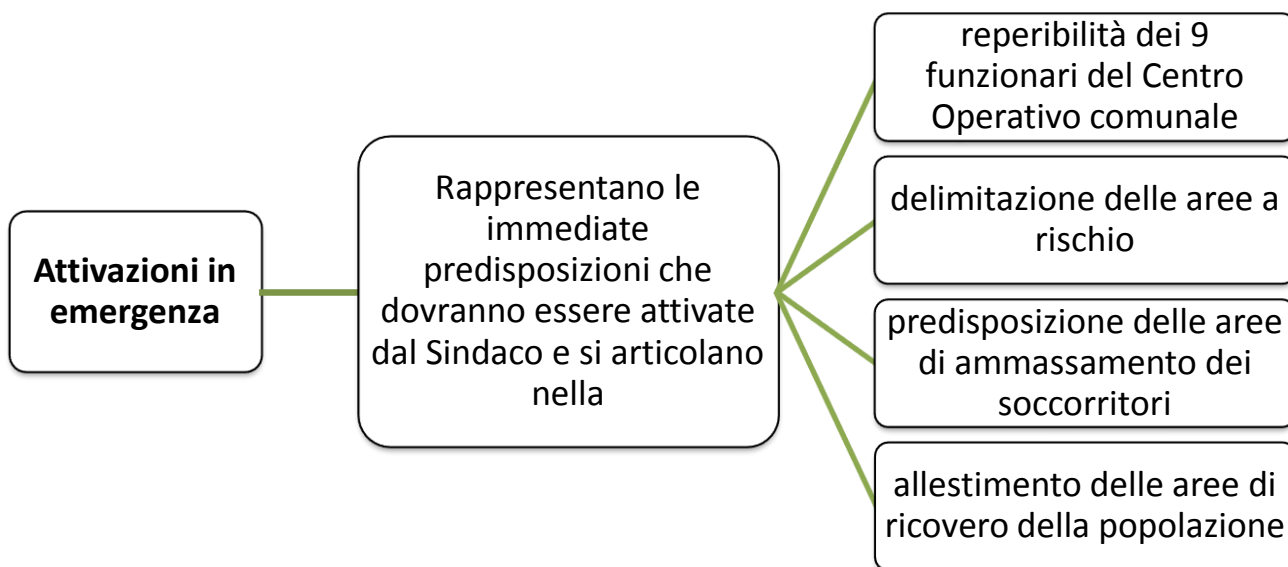 Attivazioni in
emergenza
Rappresentano le
immediate
predisposizioni che
dovranno essere attivate
dal Sindaco e si articolano
nella
reperibilità dei 9
funzionari del Centro
Operativo comunale
delimitazione delle aree a
rischio
predisposizione delle aree
di ammassamento dei
soccorritori
allestimento delle aree di
ricovero della popolazione